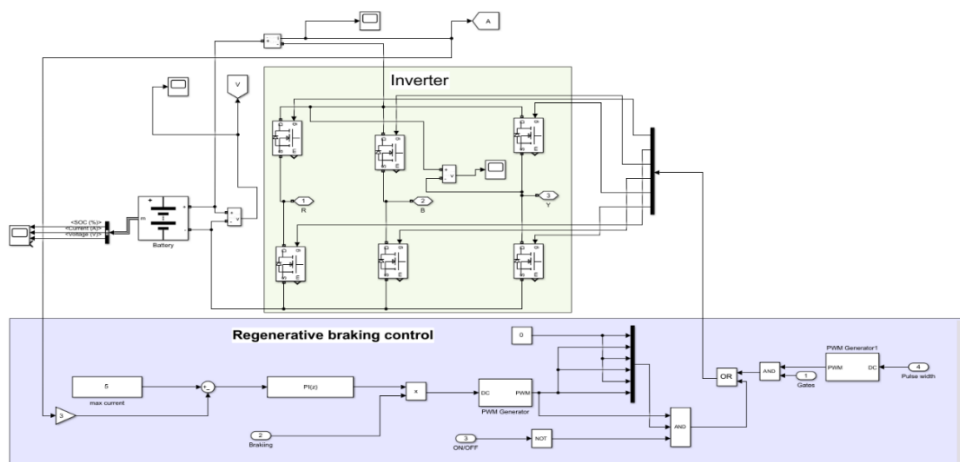 A
V
Inverter
1
R
2
B
3
Y
<SOC (%)>
<Current (A)>
<Voltage (V)>
m
Battery
Regenerative braking control
5
max current
3
PI(z)
2
Braking
x
DC PWM
PWM Generator
0
3
ON/OFF
NOT
AND
OR
AND
PWM Generator1
PWM DC
1
Gates
4
Pulse width